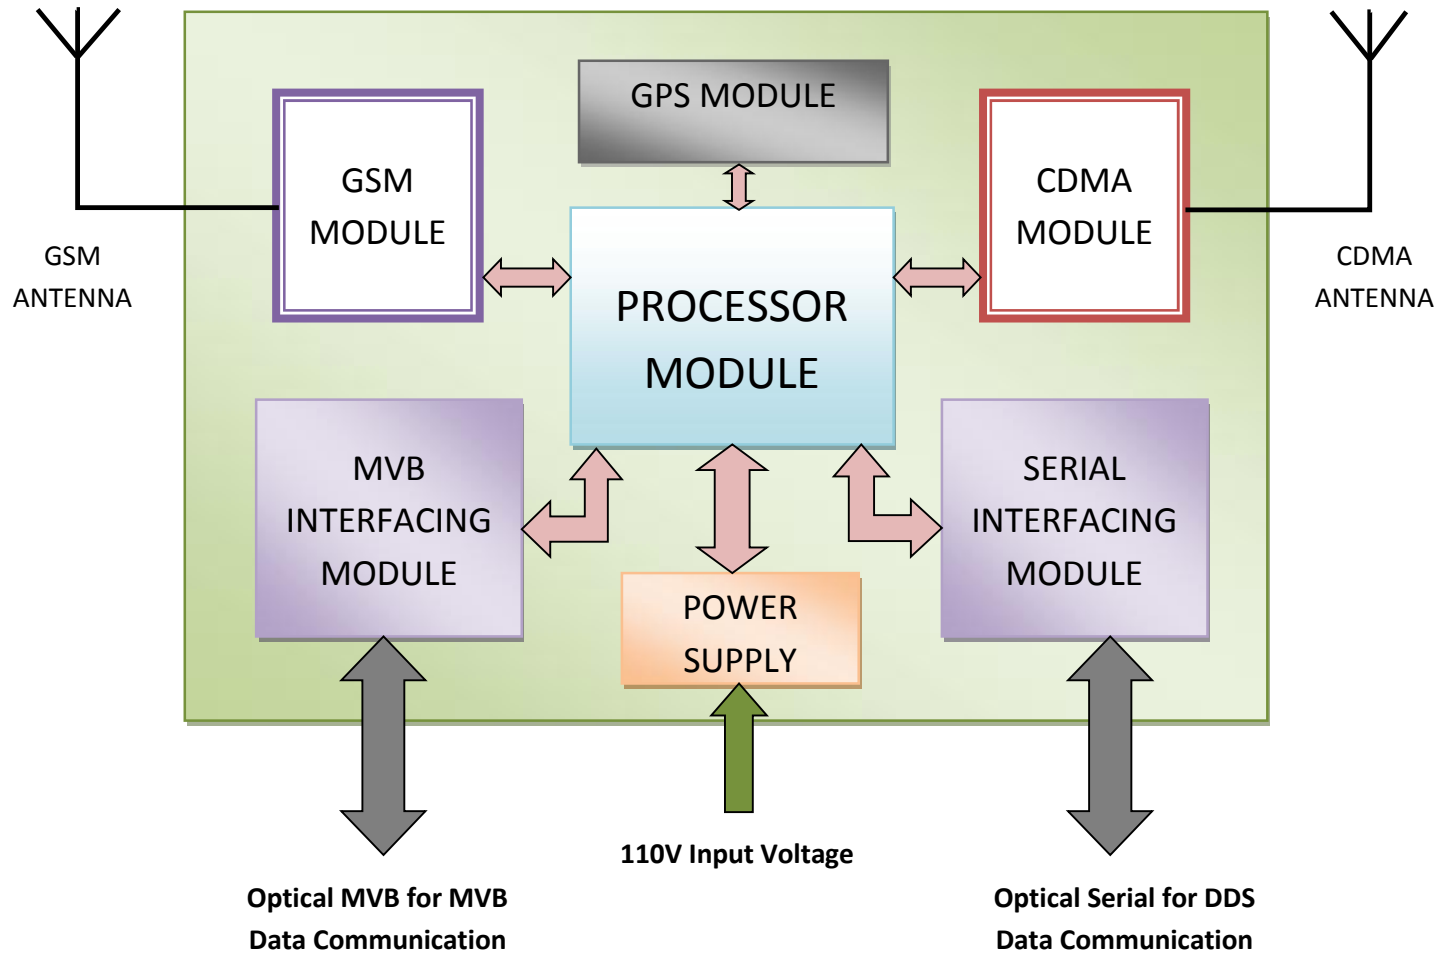 GPS MODULE
GSM
MODULE
CDMA
MODULE
GSM
ANTENNA
CDMA
ANTENNA
PROCESSOR
MODULE
MVB
INTERFACING
MODULE
SERIAL
INTERFACING
MODULE
POWER
SUPPLY
110V Input Voltage
Optical MVB for MVB
Data Communication
Optical Serial for DDS
Data Communication